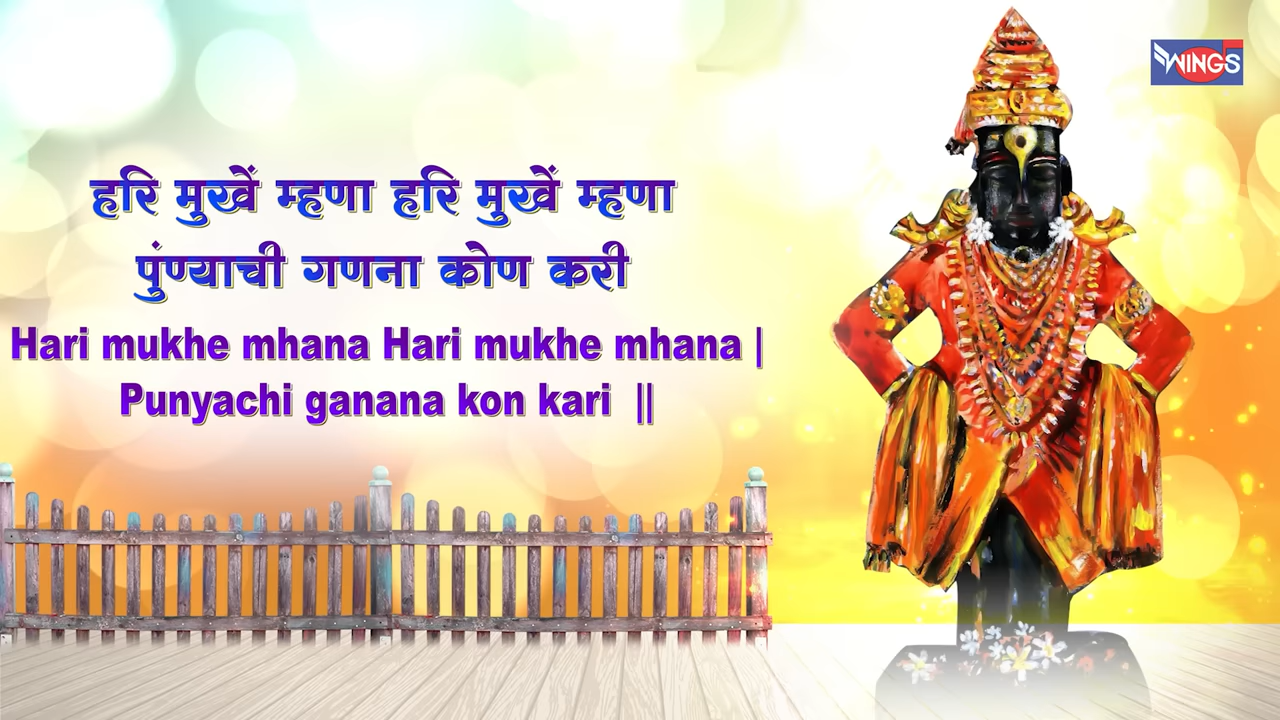 हरि मुखें म्हणा हरि मुखें म्हणा
पुंण्याची गणना कोण करी
Hari mukhe mhana Hari mukhe mhana |
Punyachi ganana kon kari ||
WINGS